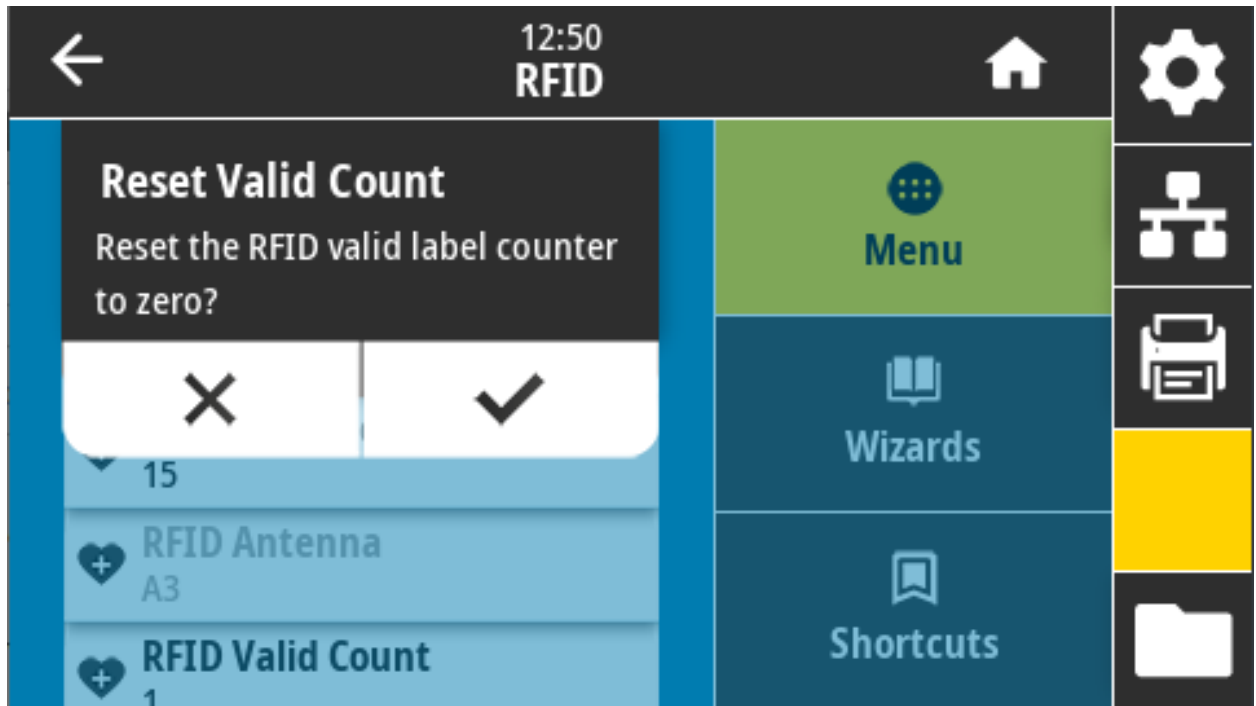 12:50
RFID
Reset Valid Count
Reset the RFID valid label counter
to zero?
15
RFID Antenna
A3
RFID Valid Count
1
Menu
Wizards
Shortcuts